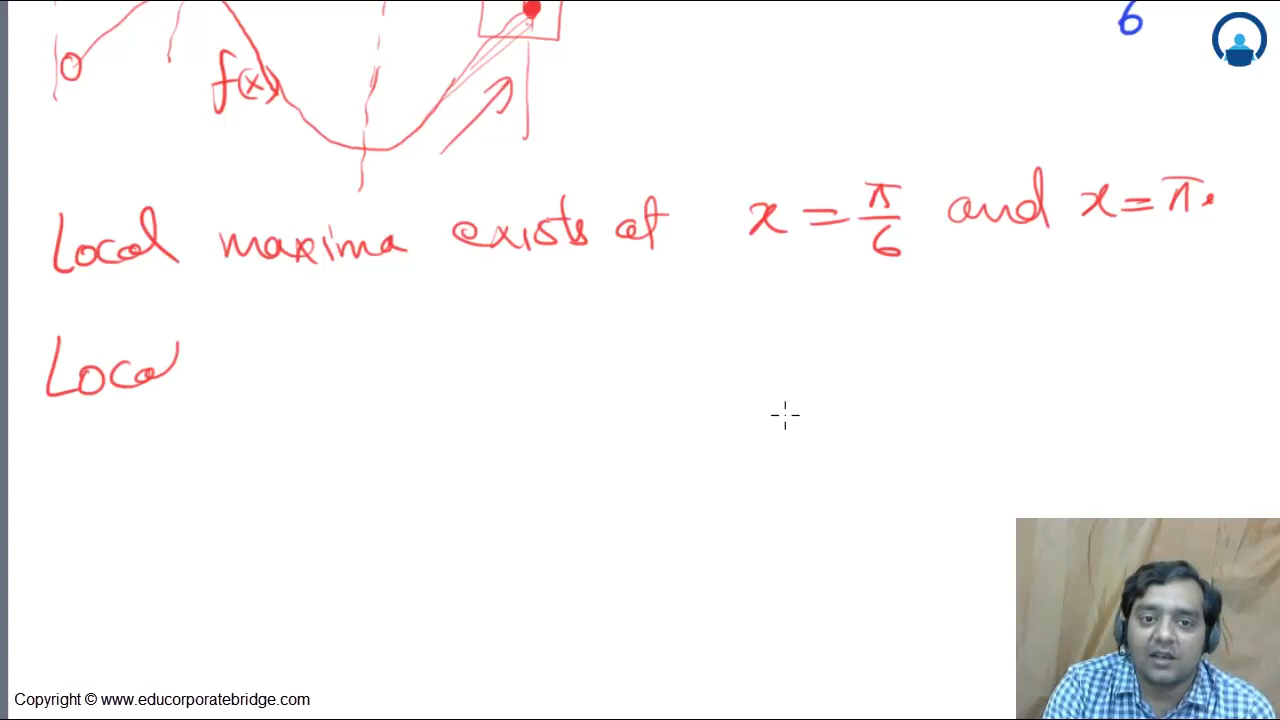 6
f(x)
Local maxima exists at x = π/6 and x = π.
Local
Copyright © www.educorporatebridge.com